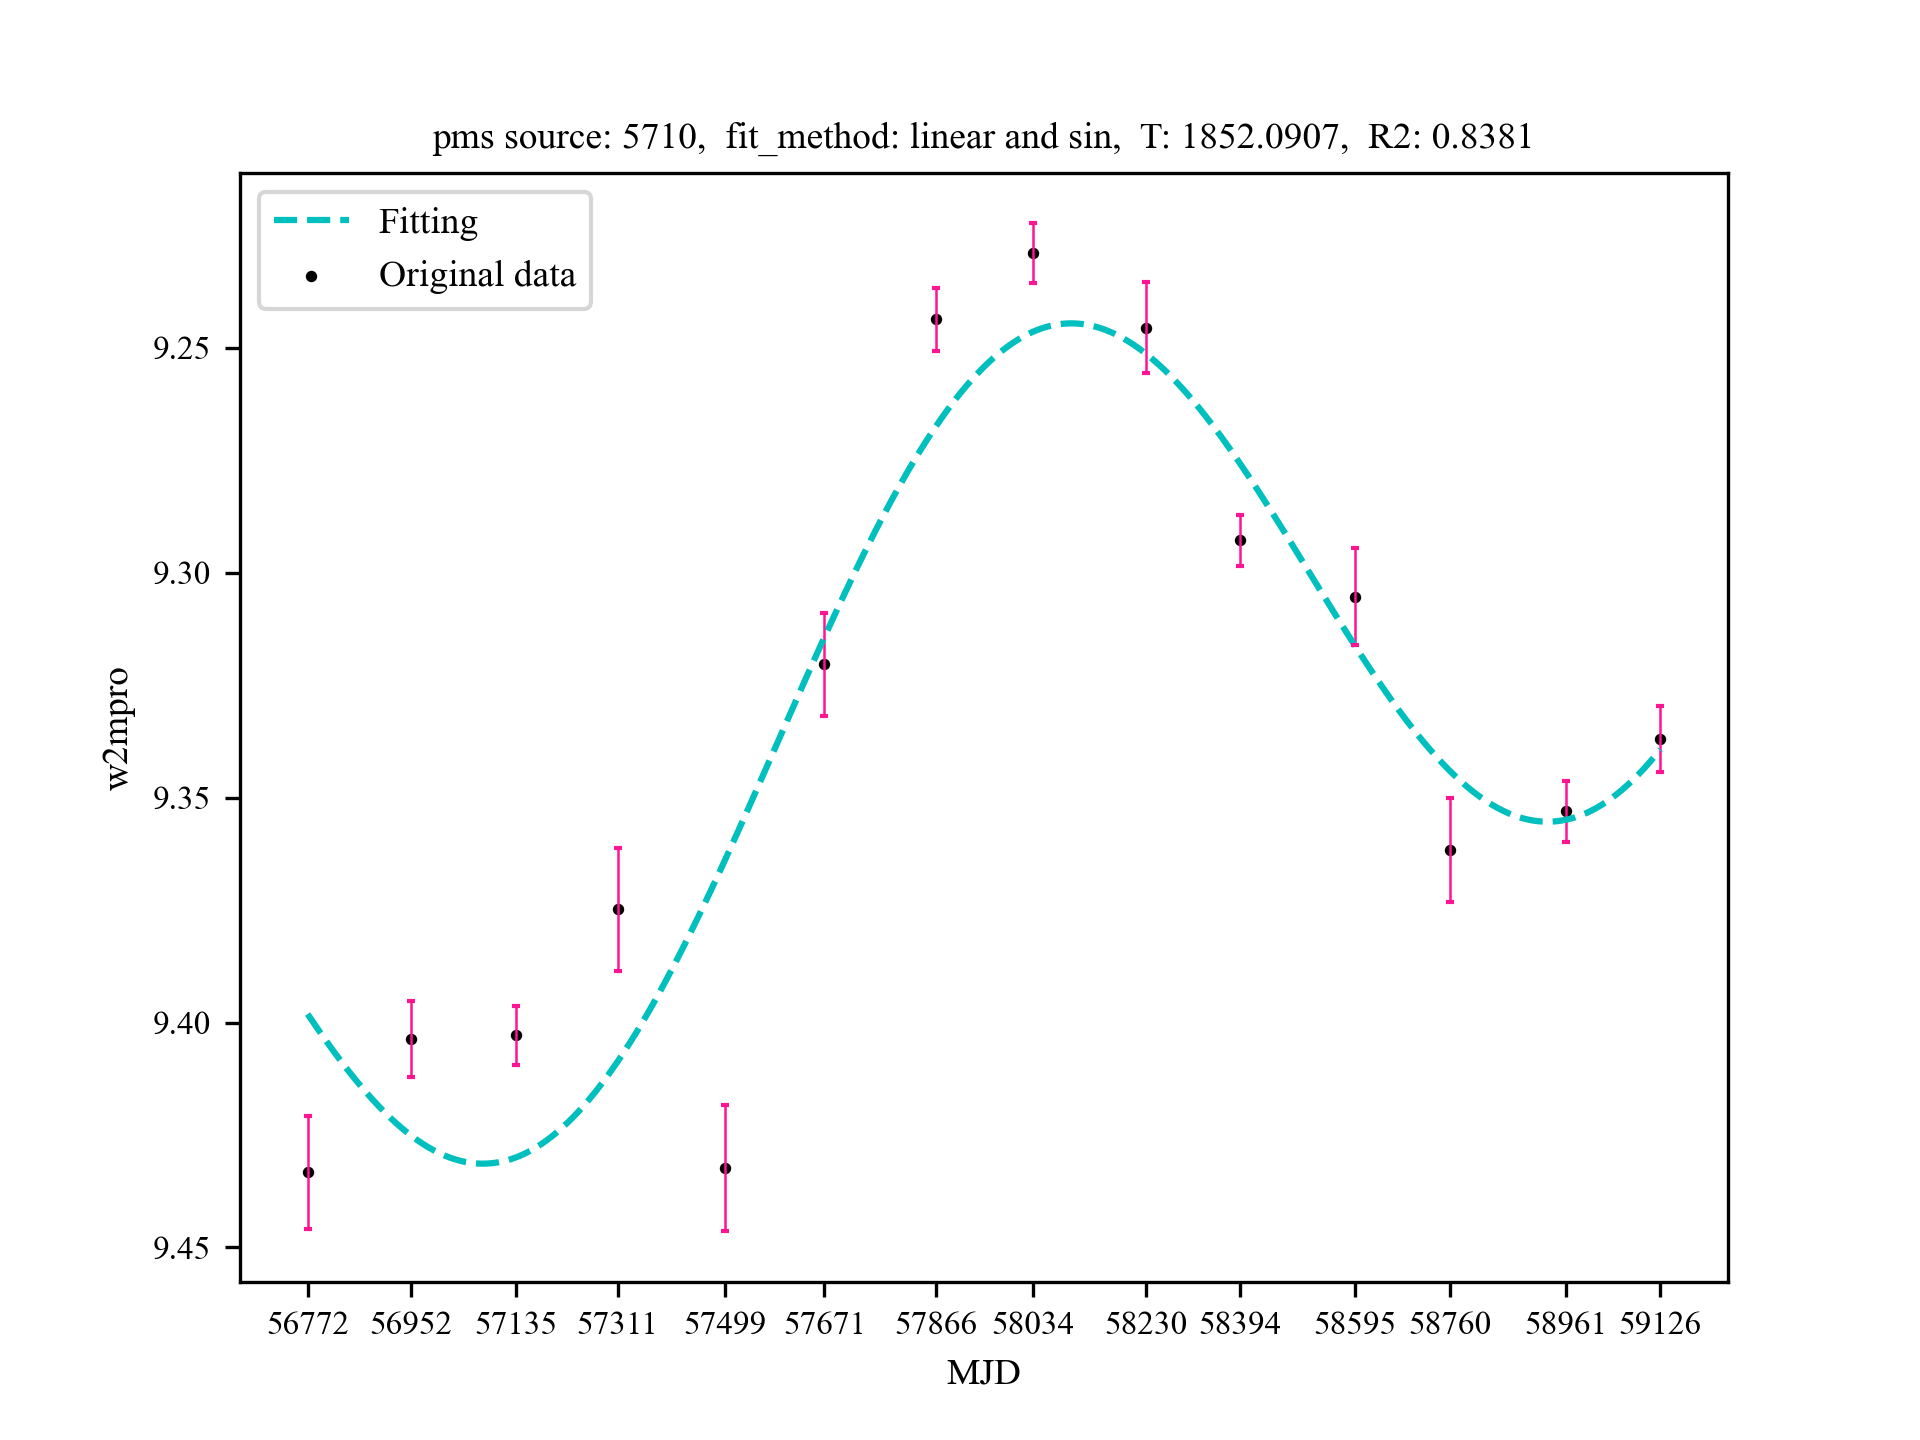 pms source: 5710, fit_method: linear and sin, T: 1852.0907, R2: 0.8381
Fitting
Original data
9.25
9.30
9.35
9.40
9.45
w2mpro
56772 56952 57135 57311 57499 57671 57866 58034 58230 58394 58595 58760 58961 59126
MJD